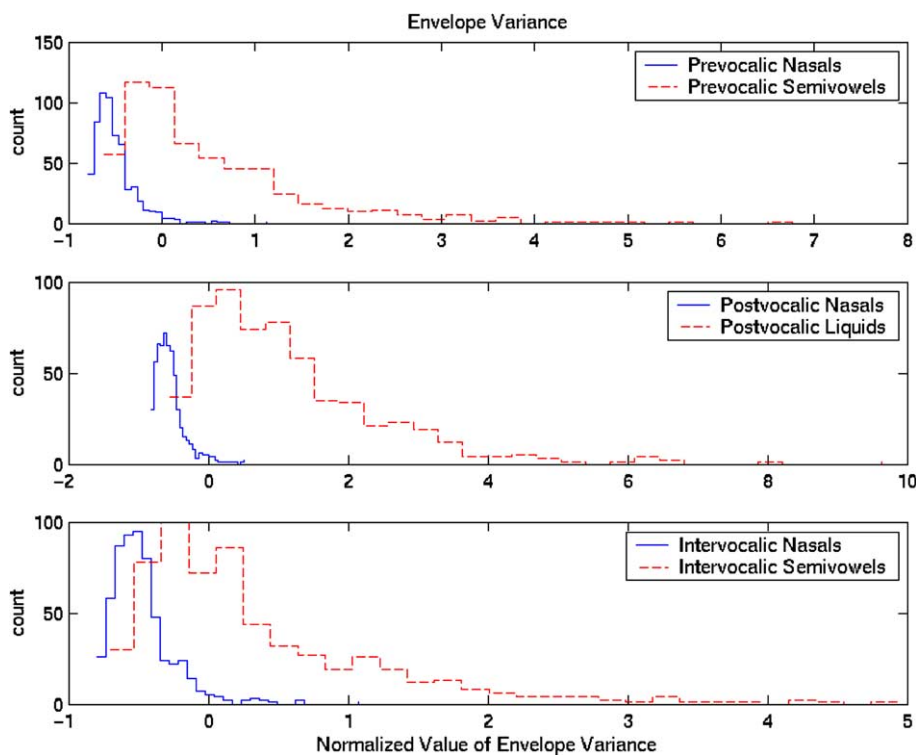 Envelope Variance
150
100
50
0
count
Prevocalic Nasals
Prevocalic Semivowels
-1 0 1 2 3 4 5 6 7 8
100
50
0
count
Postvocalic Nasals
Postvocalic Liquids
-2 0 2 4 6 8 10
100
50
0
count
Intervocalic Nasals
Intervocalic Semivowels
-1 0 1 2 3 4 5
Normalized Value of Envelope Variance